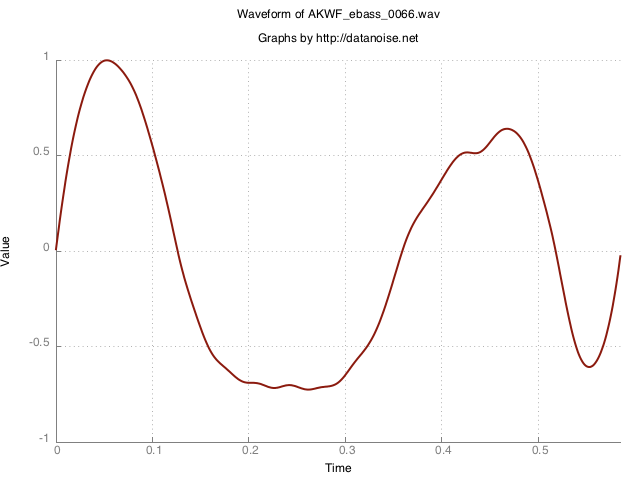 Waveform of AKWF_ebass_0066.wav
Graphs by http://datanoise.net
1
0.5
0
-0.5
-1
Value
0 0.1 0.2 0.3 0.4 0.5
Time